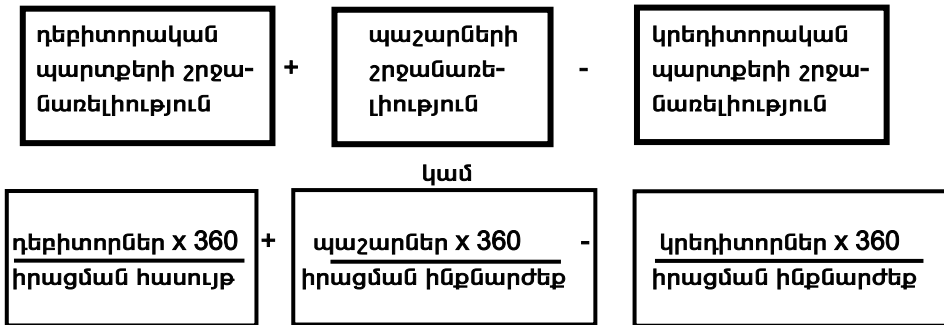 դեբիտորական
պարտքերի շրջա-
նառելիություն
+
պաշարների
շրջանառե-
լիություն
-
կրեդիտորական
պարտքերի շրջա-
նառելիություն
կամ
դեբիտորներ x 360
իրացման հասույթ
+
պաշարներ x 360
իրացման ինքնարժեք
-
կրեդիտորներ x 360
իրացման ինքնարժեք